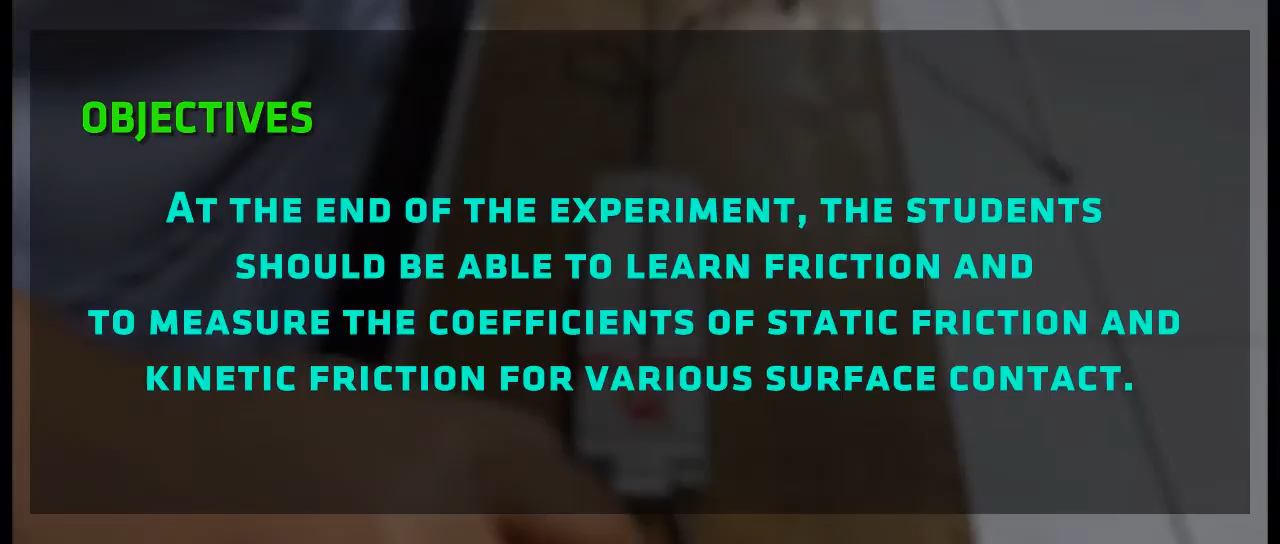 OBJECTIVES
At the end of the experiment, the students
should be able to learn friction and
to measure the coefficients of static friction and
kinetic friction for various surface contact.